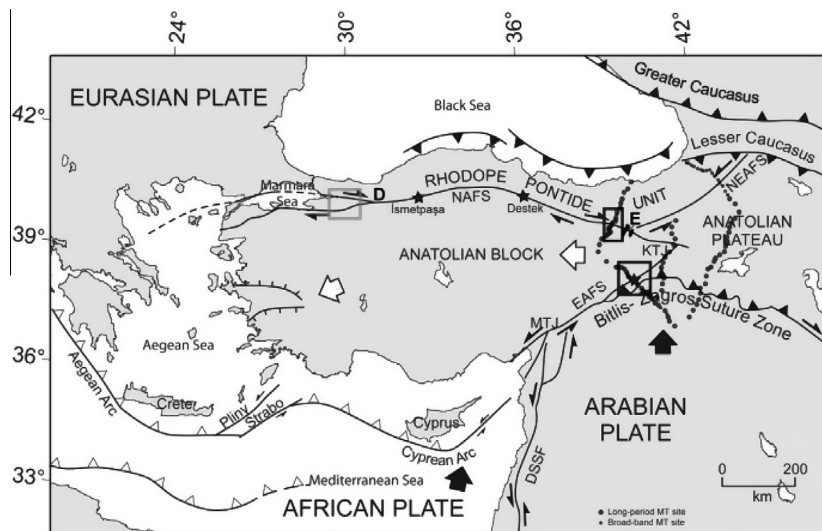 24° 30° 36° 42°
42°
39°
36°
33°
EURASIAN PLATE
Black Sea
Greater Caucasus
Lesser Caucasus
NEAFS
Marmara
Sea
D
RHODOPE
PONTIDE
UNIT
NAFS
İsmetpaşa
Destek
E
ANATOLIAN
PLATEAU
ANATOLIAN BLOCK
KTJ
EAFS
MTJ
Bitlis-Zagros Suture Zone
Aegean Sea
Aegean Arc
Creter
Pliny
Strabo
Cyprus
Cyprean Arc
ARABIAN
PLATE
DSSF
Mediterranean Sea
AFRICAN PLATE
0 200
km
Long-period MT site
Broad-band MT site